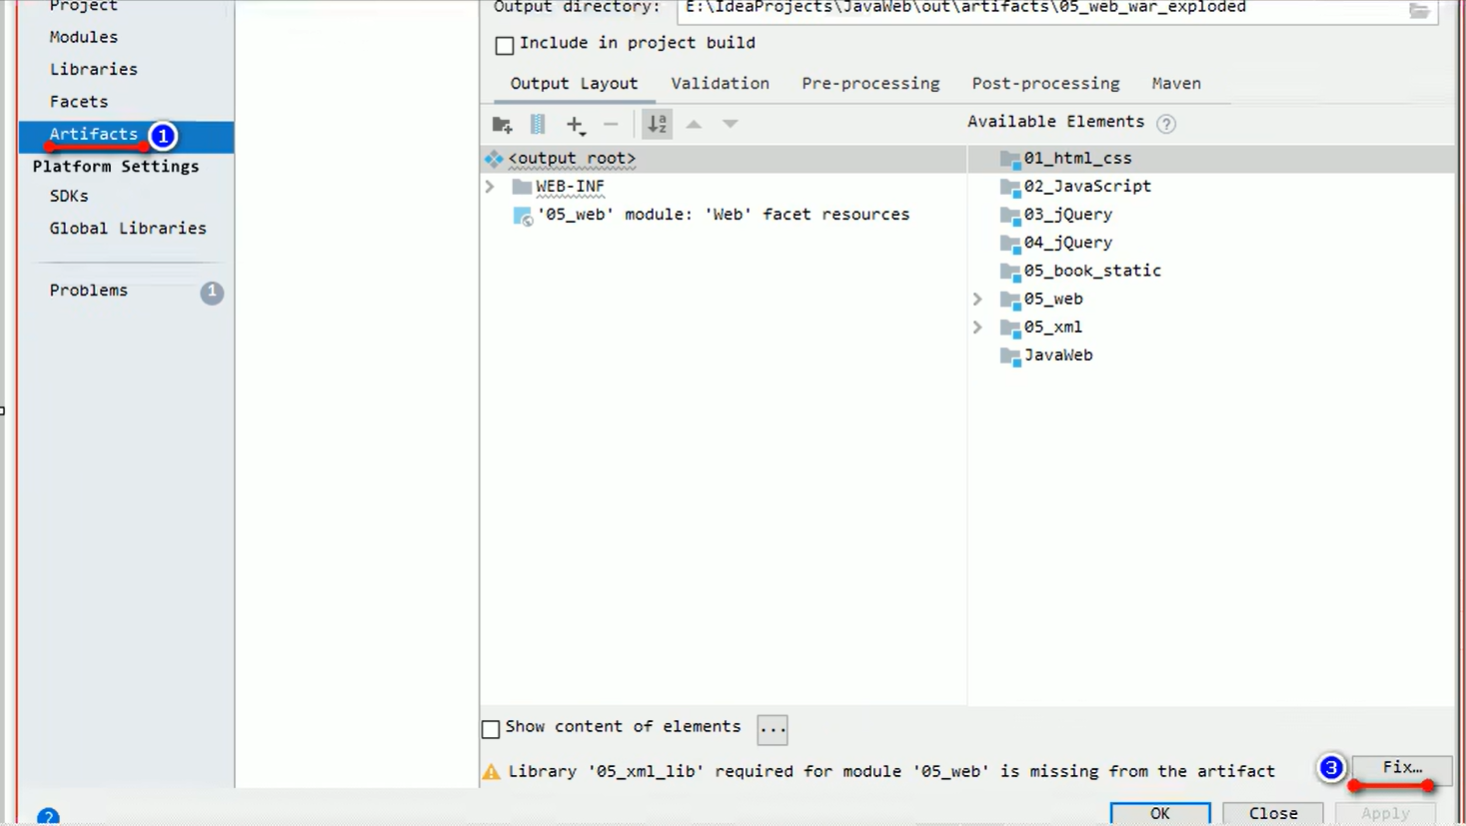 Project
Output directory: E:\IdeaProjects\JavaWeb\out\artifacts\05_web_war_exploded
Modules
Include in project build
Libraries
Output Layout Validation Pre-processing Post-processing Maven
Facets
Available Elements ?
Artifacts 1
<output root> 01_html_css
Platform Settings
WEB-INF 02_JavaScript
SDKs
'05_web' module: 'Web' facet resources 03_jQuery
Global Libraries
04_jQuery
05_book_static
Problems 1
05_web
05_xml
JavaWeb
Show content of elements ...
Library '05_xml_lib' required for module '05_web' is missing from the artifact 3 Fix...
? OK Close Apply